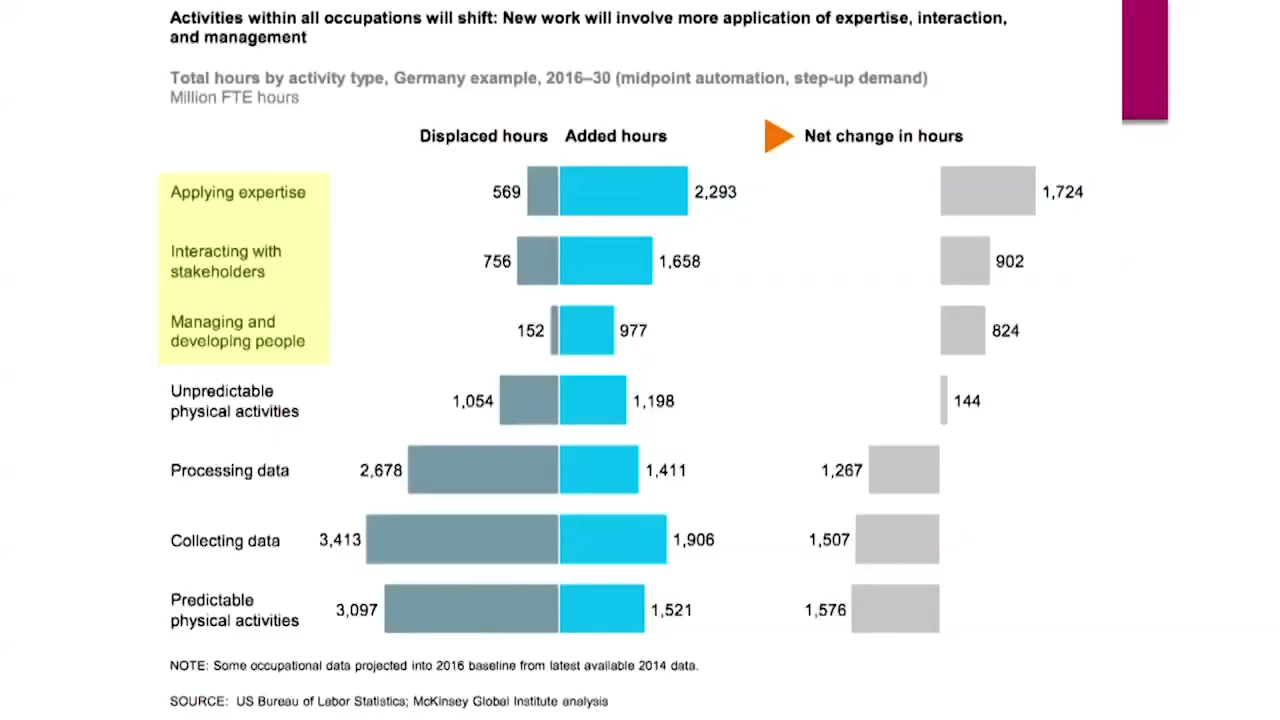 Activities within all occupations will shift: New work will involve more application of expertise, interaction,
and management
Total hours by activity type, Germany example, 2016–30 (midpoint automation, step-up demand)
Million FTE hours
Displaced hours Added hours Net change in hours
Applying expertise 569 2,293 1,724
Interacting with
stakeholders
756 1,658 902
Managing and
developing people
152 977 824
Unpredictable
physical activities
1,054 1,198 144
Processing data 2,678 1,411 1,267
Collecting data 3,413 1,906 1,507
Predictable
physical activities
3,097 1,521 1,576
NOTE: Some occupational data projected into 2016 baseline from latest available 2014 data.
SOURCE: US Bureau of Labor Statistics; McKinsey Global Institute analysis